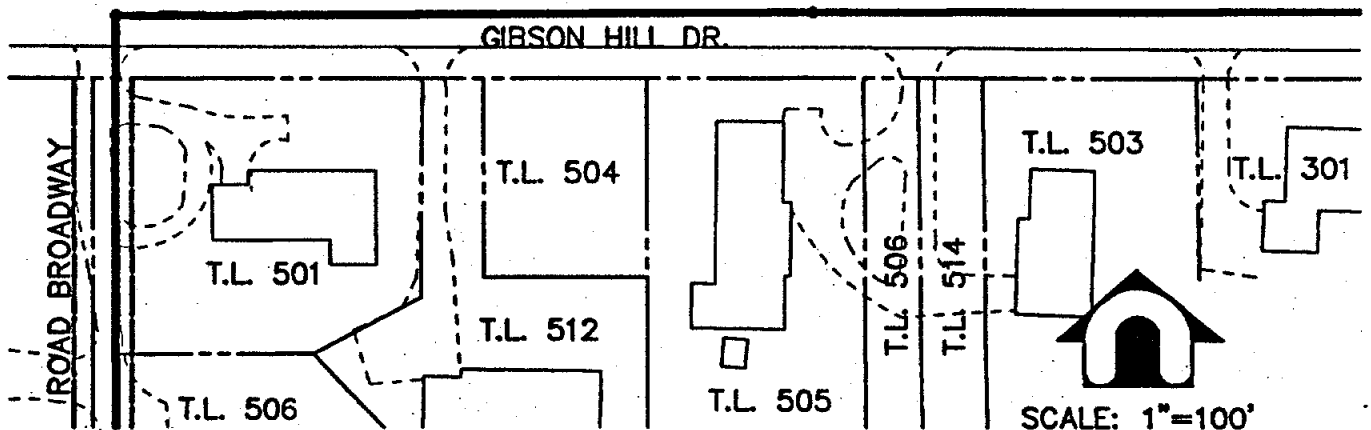 GIBSON HILL DR.
ROAD BROADWAY
T.L. 501
T.L. 504
T.L. 503
T.L. 301
T.L. 512
T.L. 506
T.L. 514
T.L. 506
T.L. 505
SCALE: 1"=100'